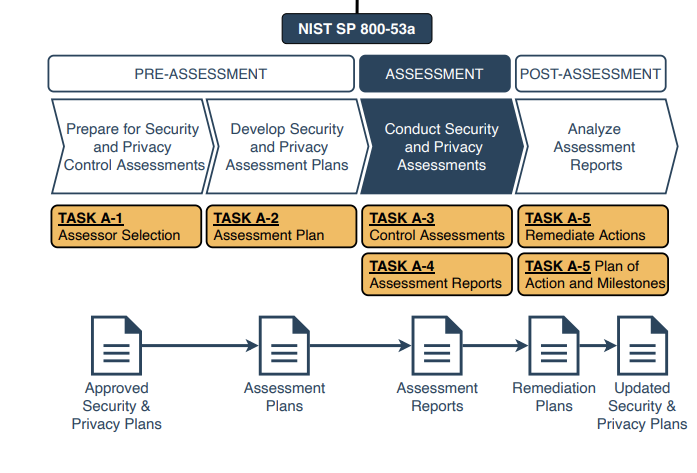 NIST SP 800-53a
PRE-ASSESSMENT
ASSESSMENT
POST-ASSESSMENT
Prepare for Security
and Privacy
Control Assessments
Develop Security
and Privacy
Assessment Plans
Conduct Security
and Privacy
Assessments
Analyze
Assessment
Reports
TASK A-1
Assessor Selection
TASK A-2
Assessment Plan
TASK A-3
Control Assessments
TASK A-5
Remediate Actions
TASK A-4
Assessment Reports
TASK A-5 Plan of
Action and Milestones
Approved
Security &
Privacy Plans
Assessment
Plans
Assessment
Reports
Remediation
Plans
Updated
Security &
Privacy Plans